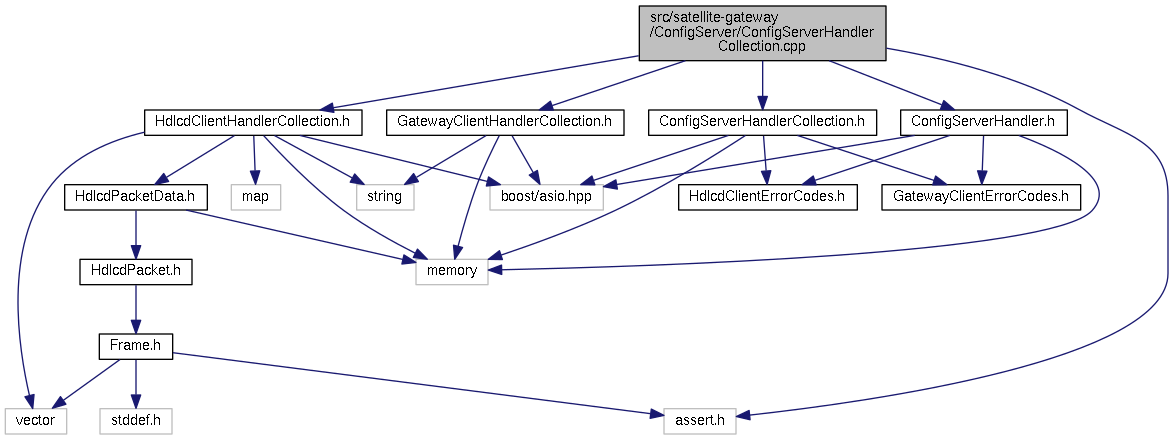 src/satellite-gateway
/ConfigServer/ConfigServerHandler
Collection.cpp
HdlcdClientHandlerCollection.h
GatewayClientHandlerCollection.h
ConfigServerHandlerCollection.h
ConfigServerHandler.h
HdlcdPacketData.h
map
string
boost/asio.hpp
HdlcdClientErrorCodes.h
GatewayClientErrorCodes.h
HdlcdPacket.h
memory
Frame.h
vector
stddef.h
assert.h